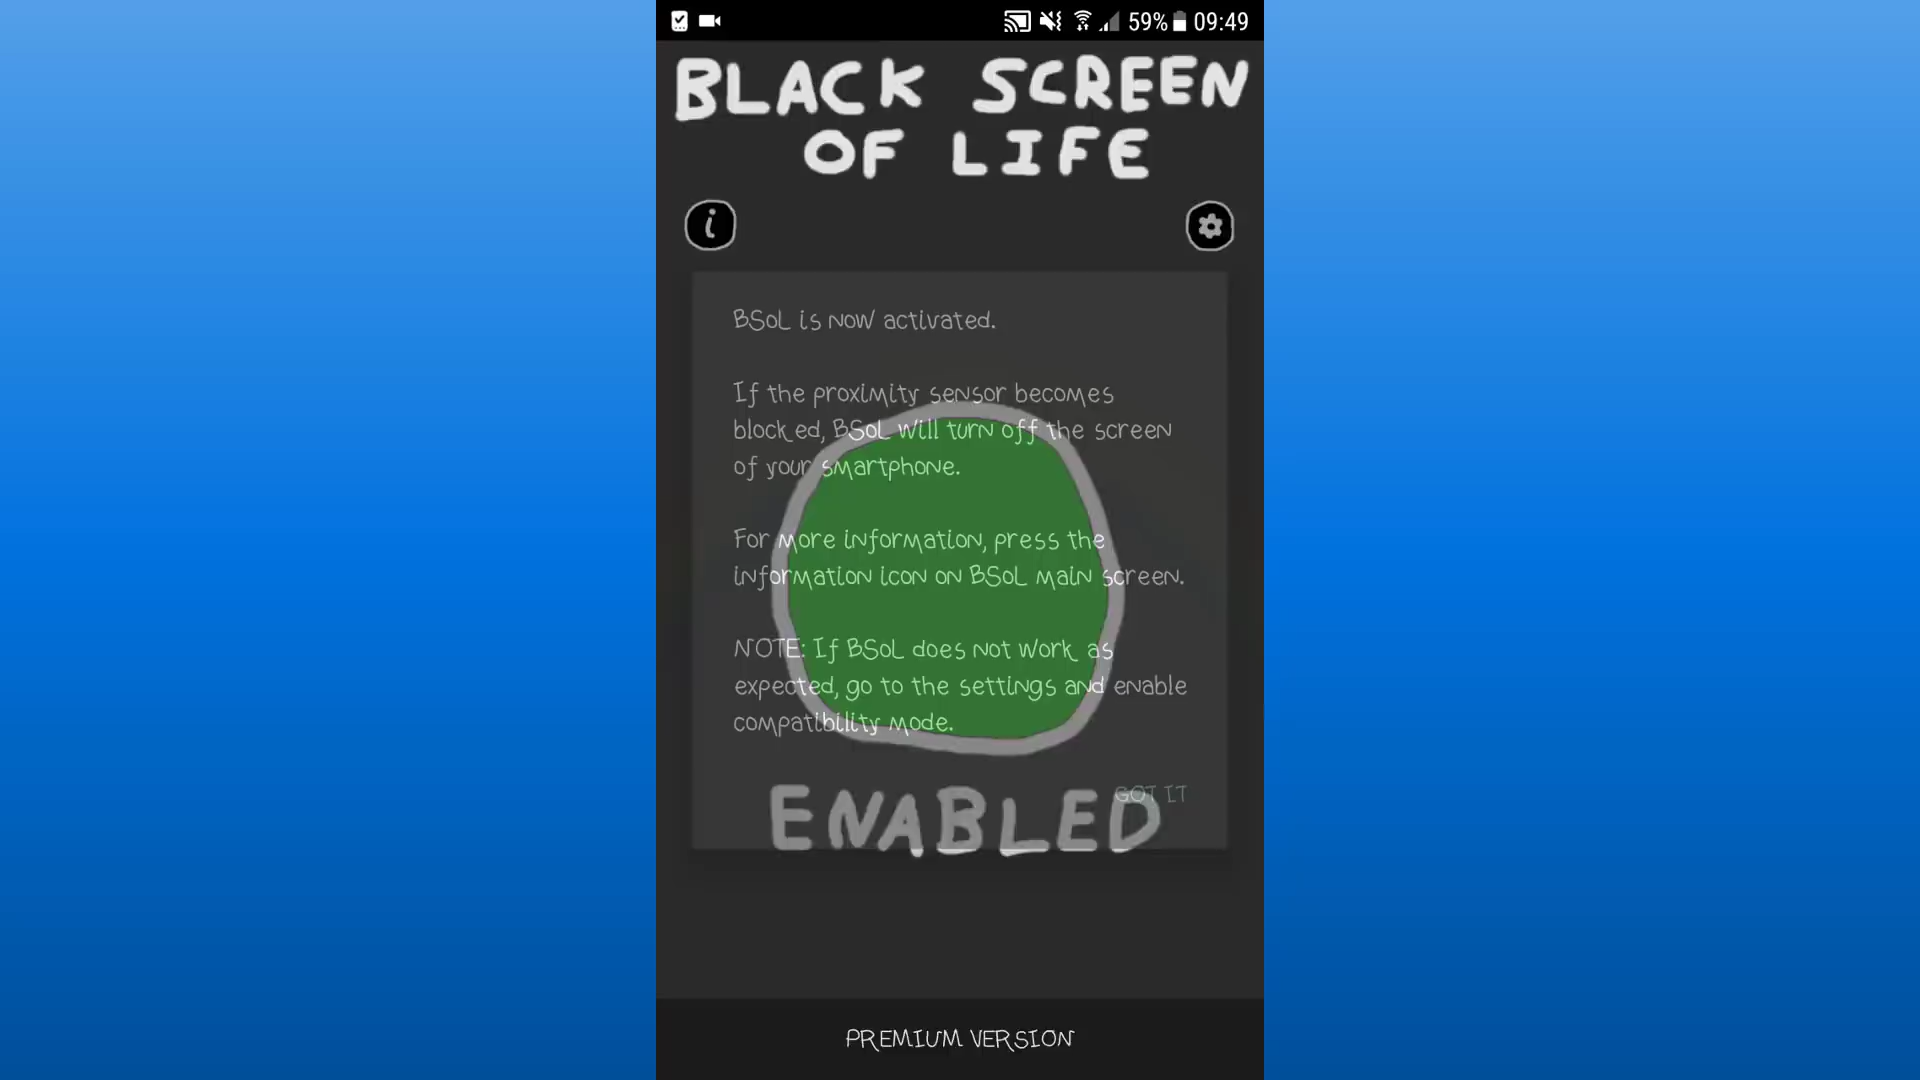 59% 09:49
BLACK SCREEN
OF LIFE
i
BSoL is now activated.
If the proximity sensor becomes
blocked, BSoL will turn off the screen
of your smartphone.
For more information, press the
information icon on BSoL main screen.
NOTE: If BSoL does not work as
expected, go to the settings and enable
compatibility mode.
GOT IT
ENABLED
PREMIUM VERSION